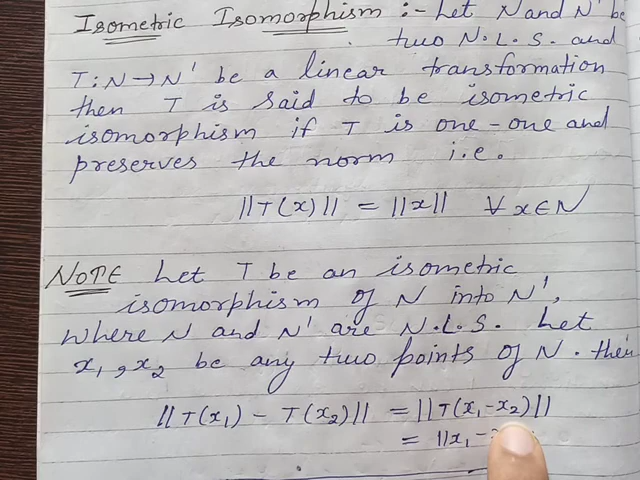 Isometric Isomorphism :- Let N and N' be
two N.L.S. and
T: N → N' be a linear transformation
then T is said to be isometric
isomorphism if T is one-one and
preserves the norm i.e.
||T(x)|| = ||x|| ∀ x ∈ N
NOTE Let T be an isometric
isomorphism of N into N',
where N and N' are N.L.S. Let
x₁, x₂ be any two points of N. then
||T(x₁) - T(x₂)|| = ||T(x₁-x₂)||
= ||x₁ -